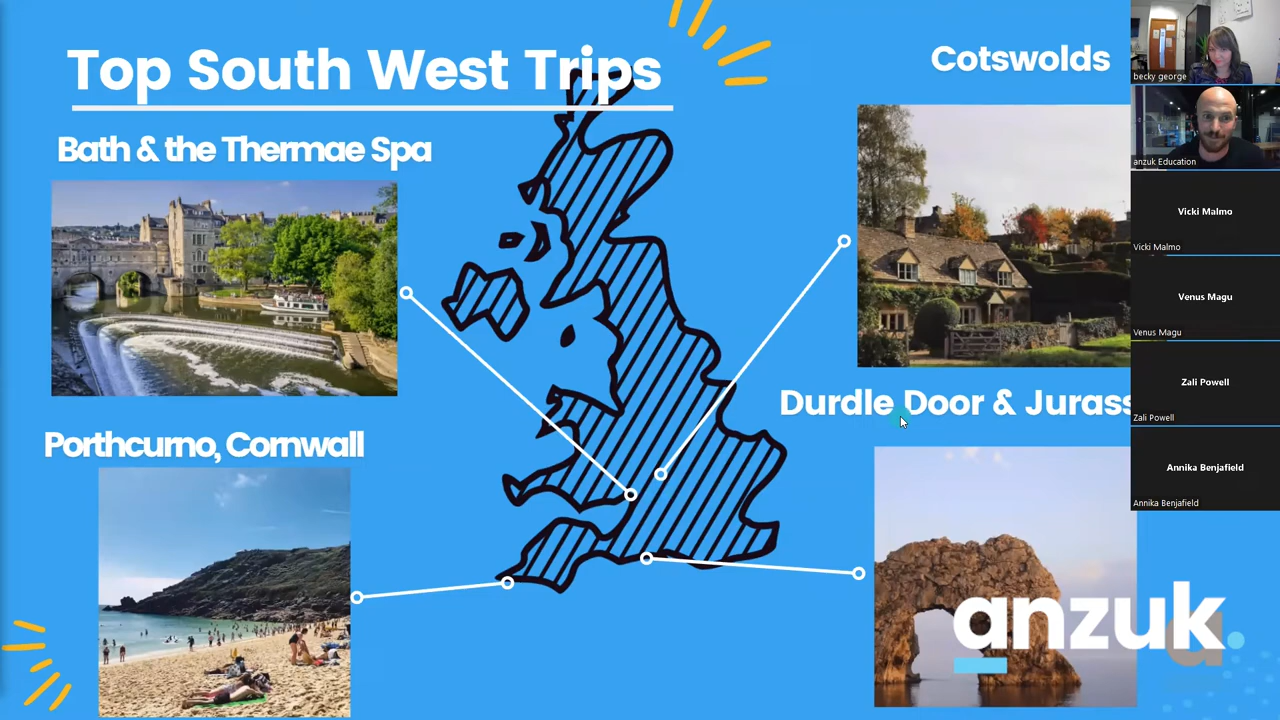 Top South West Trips
Bath & the Thermae Spa
Porthcurno, Cornwall
Cotswolds
Durdle Door & Jurass
anzuk.
becky george
anzuk Education
Vicki Malmo
Vicki Malmo
Venus Magu
Venus Magu
Zali Powell
Zali Powell
Annika Benjafield
Annika Benjafield